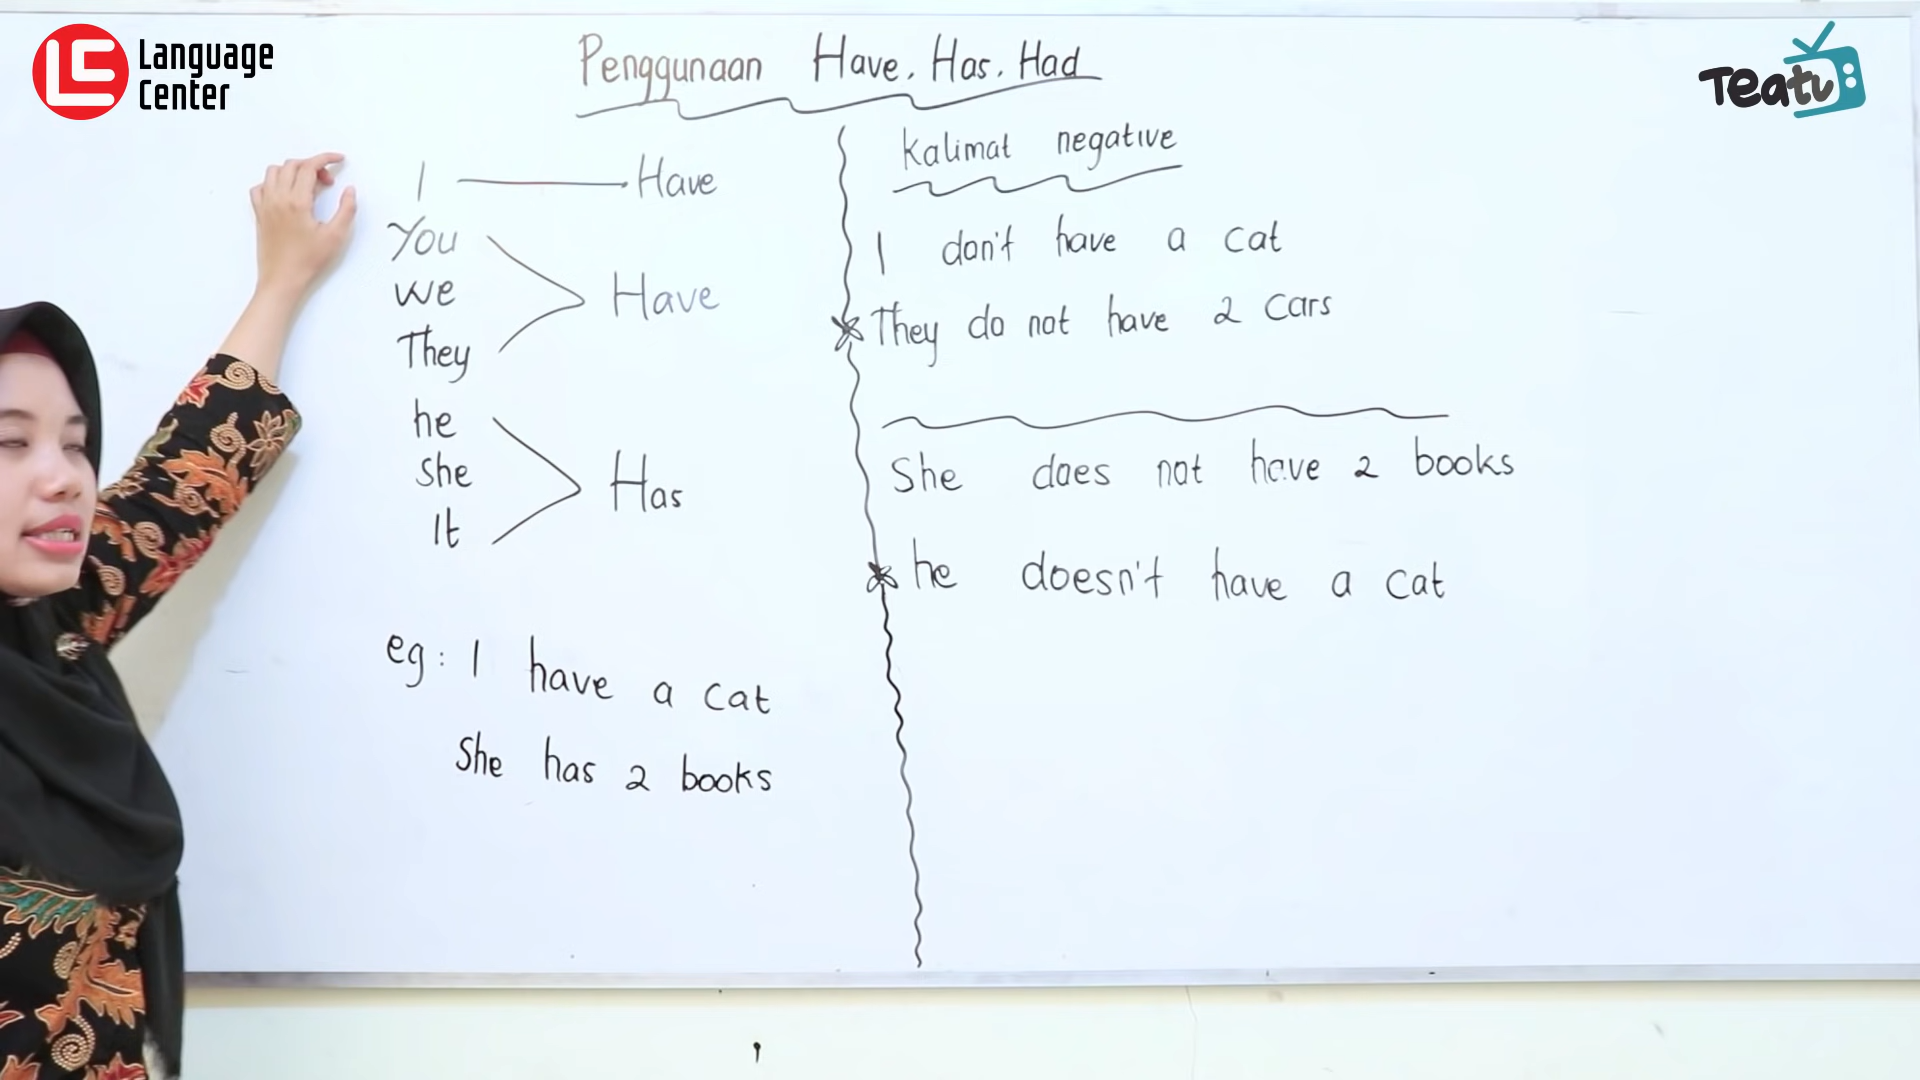 Language
Center
Teatv
Penggunaan Have, Has, Had
I Have
You
We
They
Have
he
She
It
Has
eg: I have a cat
She has 2 books
Kalimat negative
I don't have a cat
They do not have 2 cars
She does not have 2 books
he doesn't have a cat